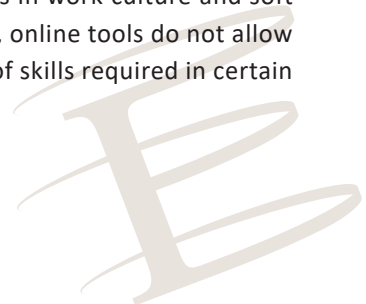 in work culture and soft
, online tools do not allow
of skills required in certain